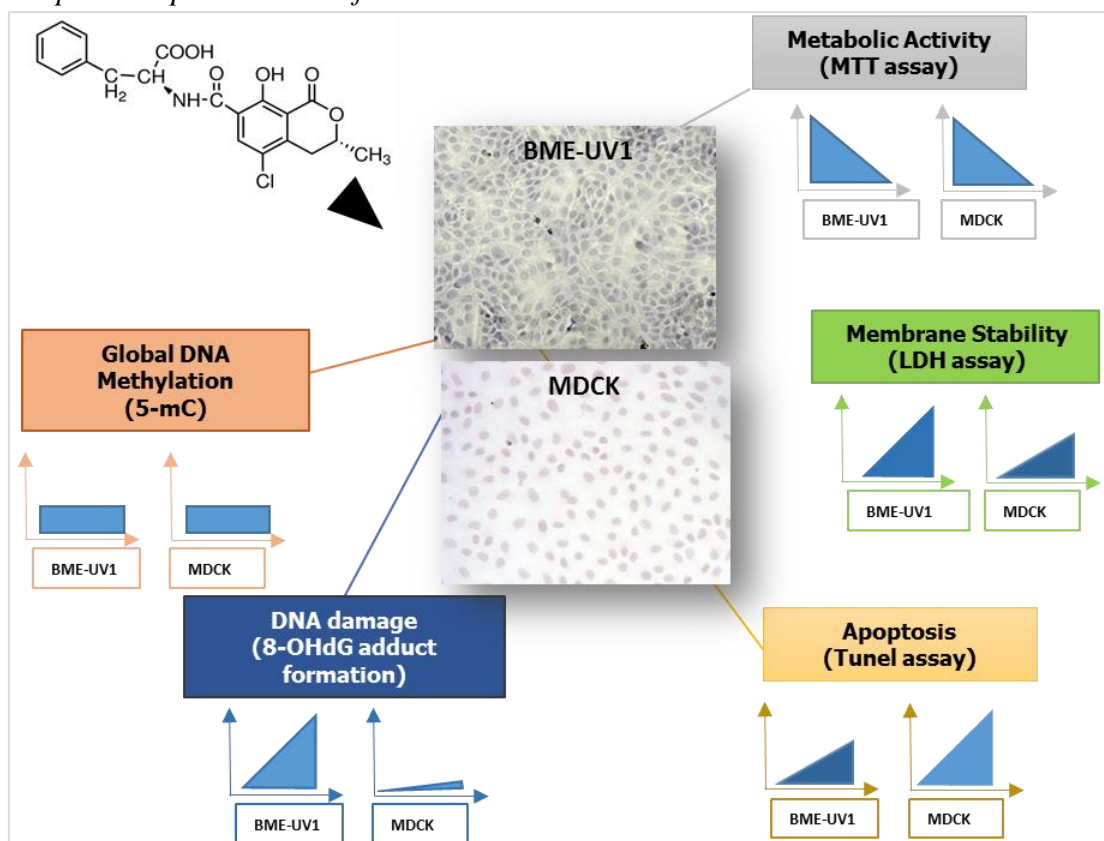 COOH
CH
C
H2
NH
C
O
OH
O
O
CH3
Cl
Metabolic Activity
(MTT assay)
BME-UV1
MDCK
BME-UV1
MDCK
Global DNA
Methylation
(5-mC)
BME-UV1
MDCK
Membrane Stability
(LDH assay)
BME-UV1
MDCK
DNA damage
(8-OHdG adduct
formation)
BME-UV1
MDCK
Apoptosis
(Tunel assay)
BME-UV1
MDCK